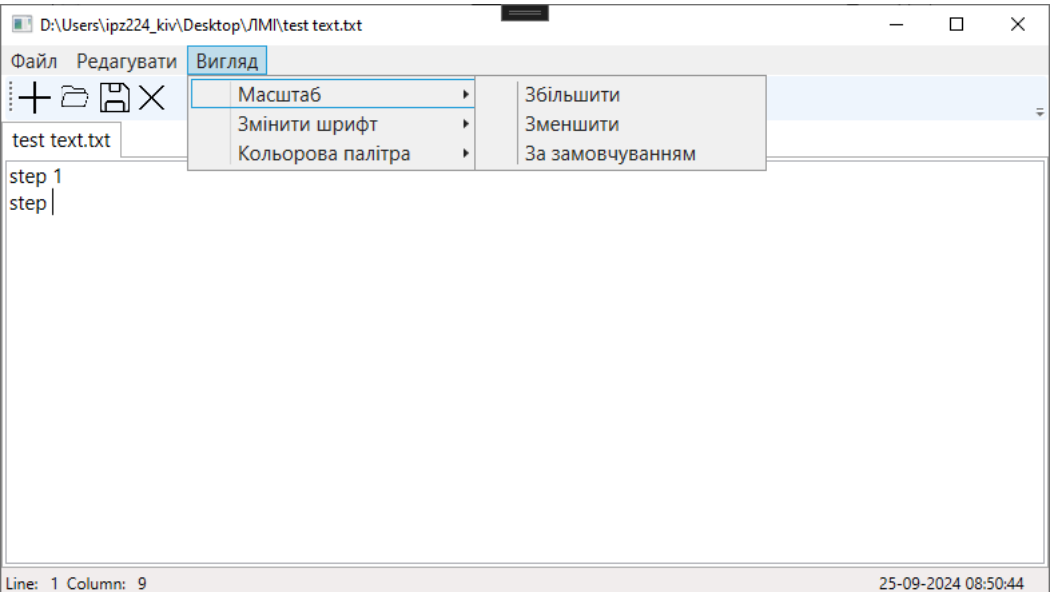 D:\Users\ipz224_kiv\Desktop\ЛМІ\test text.txt
Файл Редагувати Вигляд
Масштаб
Змінити шрифт
Кольорова палітра
Збільшити
Зменшити
За замовчуванням
test text.txt
step 1
step
Line: 1 Column: 9
25-09-2024 08:50:44